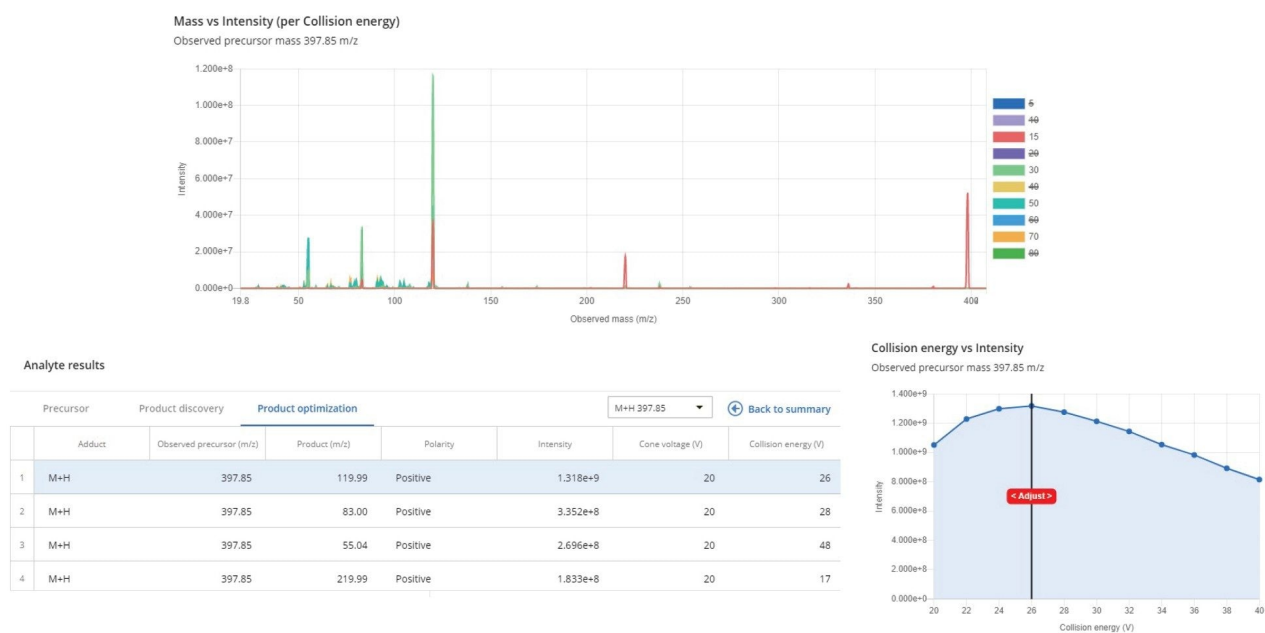 Mass vs Intensity (per Collision energy)
Observed precursor mass 397.85 m/z
Intensity
1.200e+8
1.000e+8
8.000e+7
6.000e+7
4.000e+7
2.000e+7
0.000e+0
19.8 50 100 150 200 250 300 350 400
Observed mass (m/z)
5
10
15
20
30
40
50
60
70
80
Analyte results
Precursor Product discovery Product optimization M+H 397.85 Back to summary
Adduct Observed precursor (m/z) Product (m/z) Polarity Intensity Cone voltage (V) Collision energy (V)
1 M+H 397.85 119.99 Positive 1.318e+9 20 26
2 M+H 397.85 83.00 Positive 3.352e+8 20 28
3 M+H 397.85 55.04 Positive 2.696e+8 20 48
4 M+H 397.85 219.99 Positive 1.833e+8 20 17
Collision energy vs Intensity
Observed precursor mass 397.85 m/z
Intensity
1.400e+9
1.200e+9
1.000e+9
8.000e+8
6.000e+8
4.000e+8
2.000e+8
0.000e+0
< Adjust >
20 22 24 26 28 30 32 34 36 38 40
Collision energy (V)